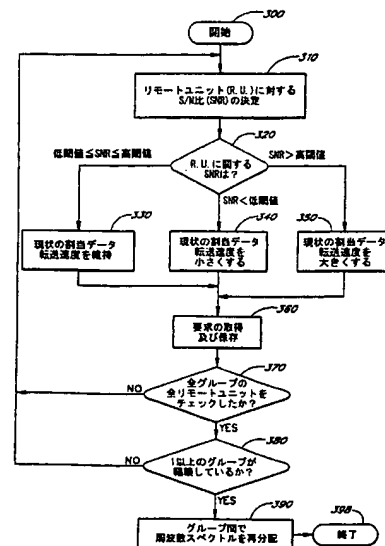 300
開始
310
リモートユニット(R.U.)に対する
S/N比(SNR)の決定
320
低閾値≦SNR≦高閾値
R.U.に関する
SNRは?
SNR>高閾値
SNR<低閾値
330
現状の割当データ
転送速度を維持
340
現状の割当データ
転送速度を
小さくする
350
現状の割当データ
転送速度を
大きくする
360
要求の取得
及び保存
370
NO
全グループの
全リモートユニットを
チェックしたか?
YES
380
NO
1以上のグループが
しているか?
YES
390
グループ間で
周波数スペクトルを再分配
398
終了